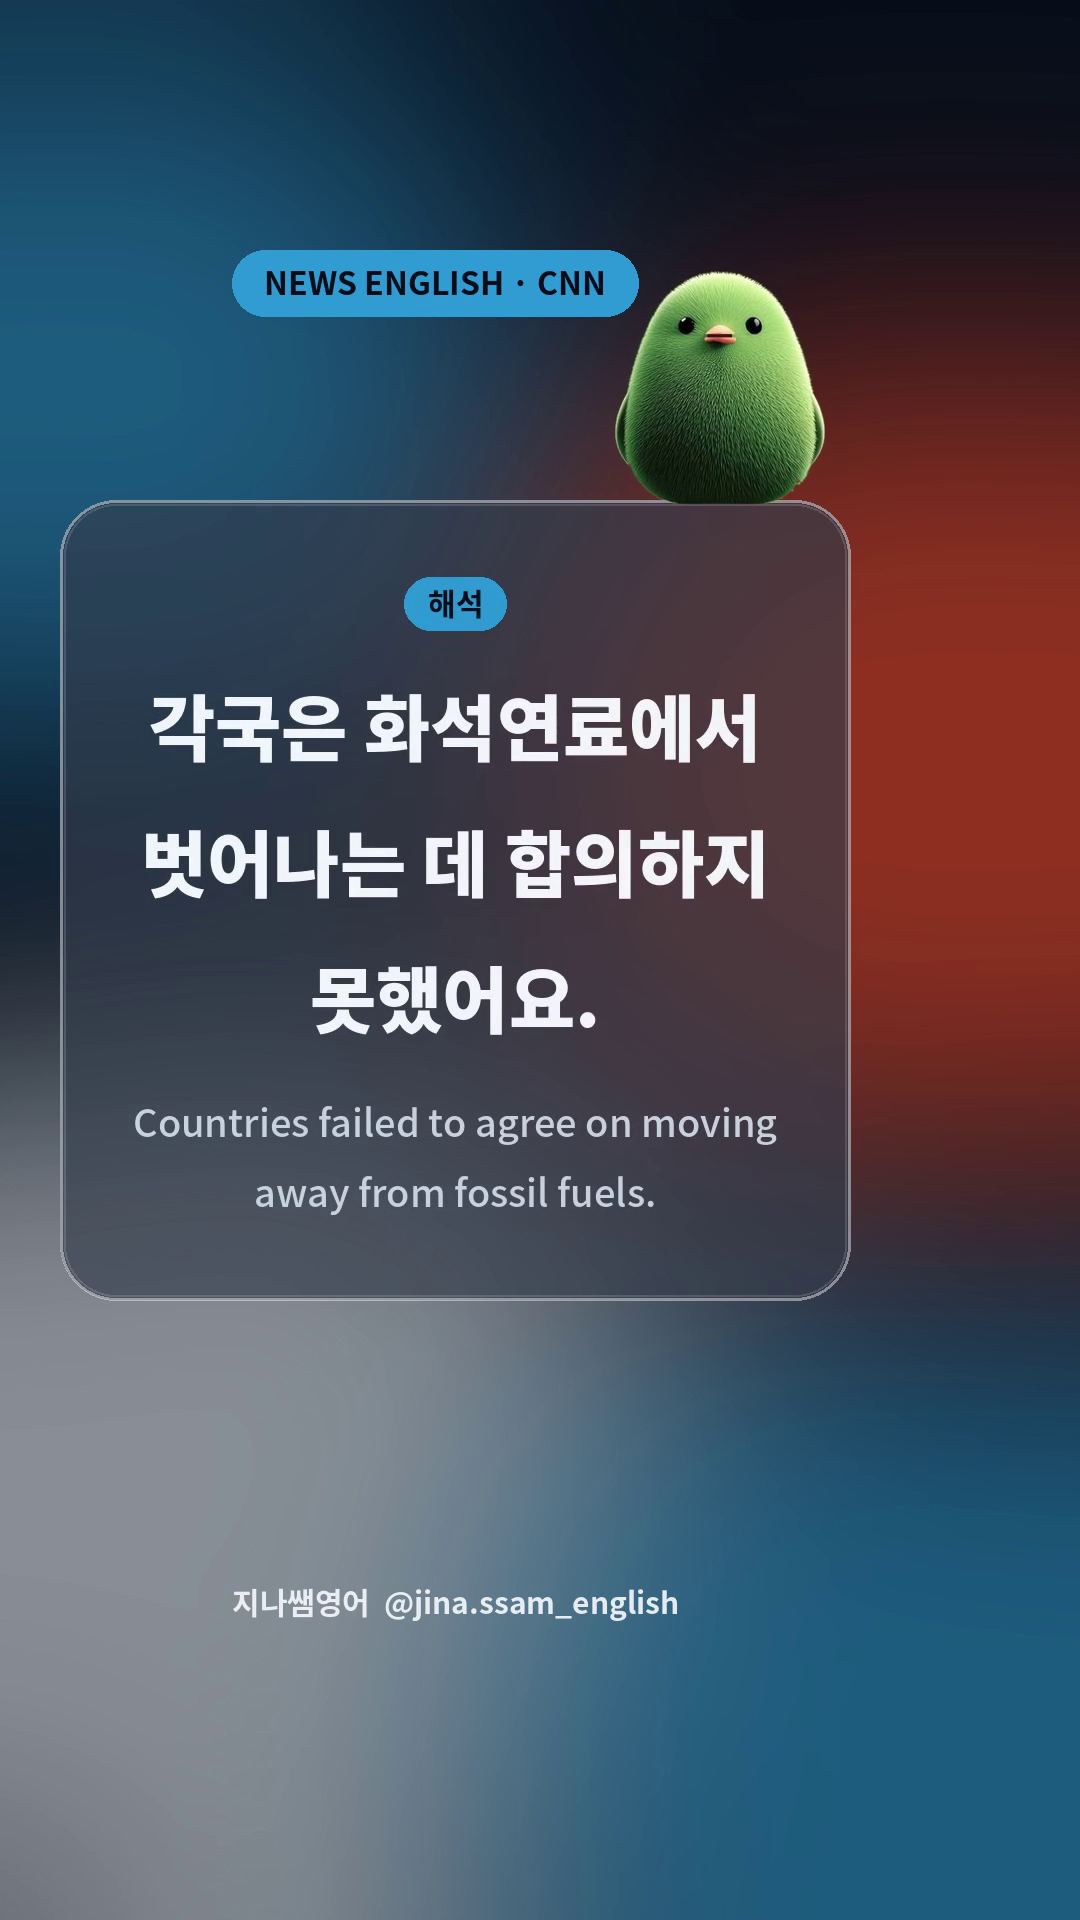 NEWS ENGLISH · CNN
해석
각국은 화석연료에서
벗어나는 데 합의하지
못했어요.
Countries failed to agree on moving
away from fossil fuels.
지나쌤영어 @jina.ssam_english